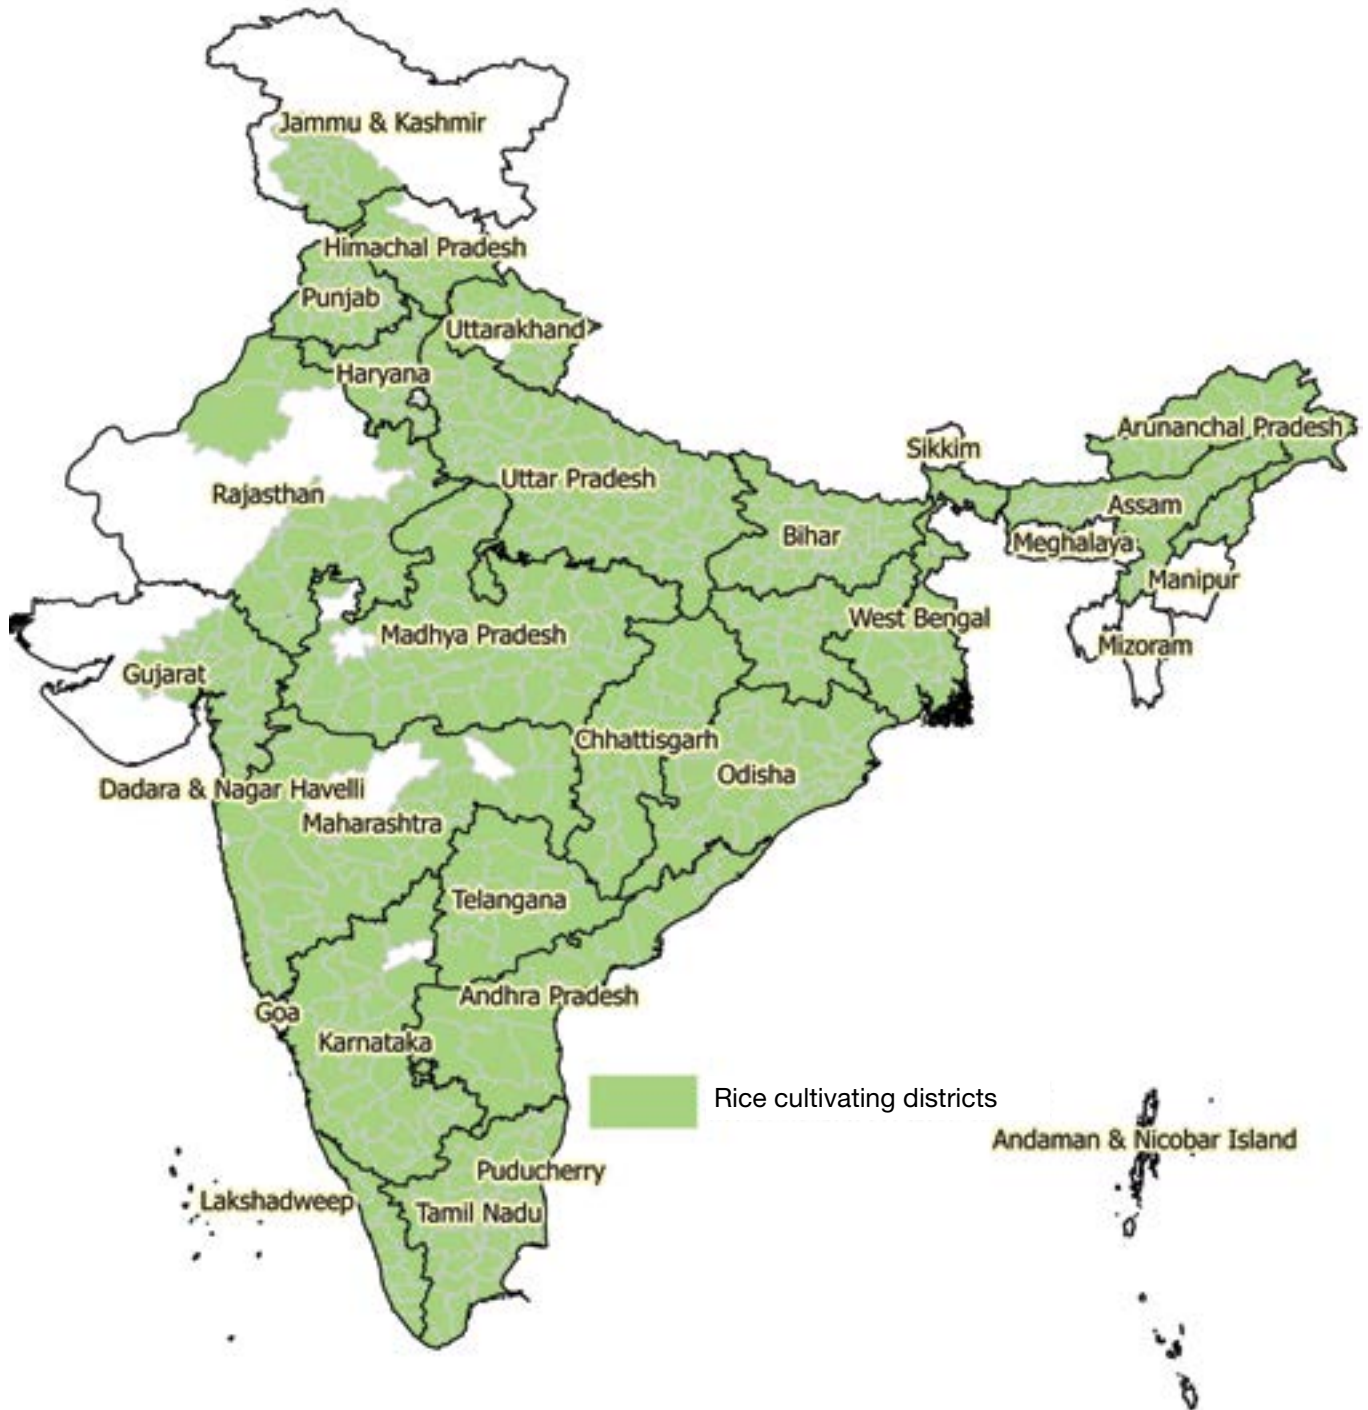 Jammu & Kashmir
Himachal Pradesh
Punjab
Uttarakhand
Haryana
Arunanchal Pradesh
Sikkim
Uttar Pradesh
Rajasthan
Assam
Bihar
Meghalaya
Manipur
West Bengal
Madhya Pradesh
Mizoram
Gujarat
Chhattisgarh
Odisha
Dadara & Nagar Havelli
Maharashtra
Telangana
Andhra Pradesh
Goa
Karnataka
Rice cultivating districts
Andaman & Nicobar Island
Puducherry
Lakshadweep
Tamil Nadu